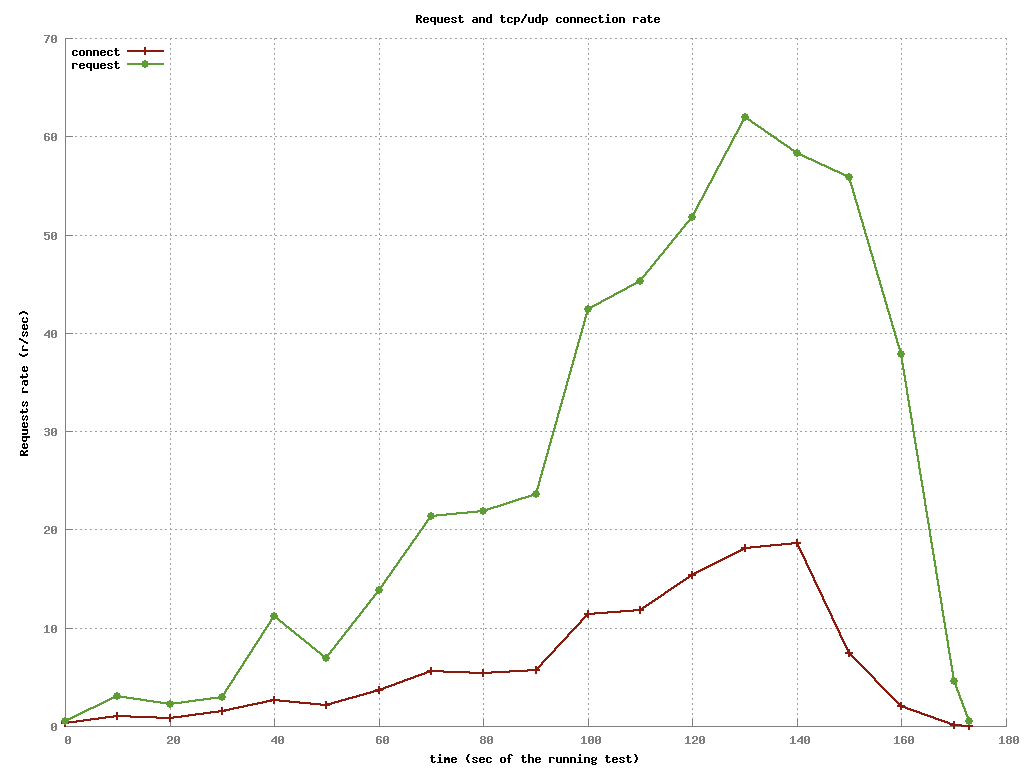 Request and tcp/udp connection rate
70
connect
request
60
50
40
Requests rate (r/sec)
30
20
10
0
0 20 40 60 80 100 120 140 160 180
time (sec of the running test)